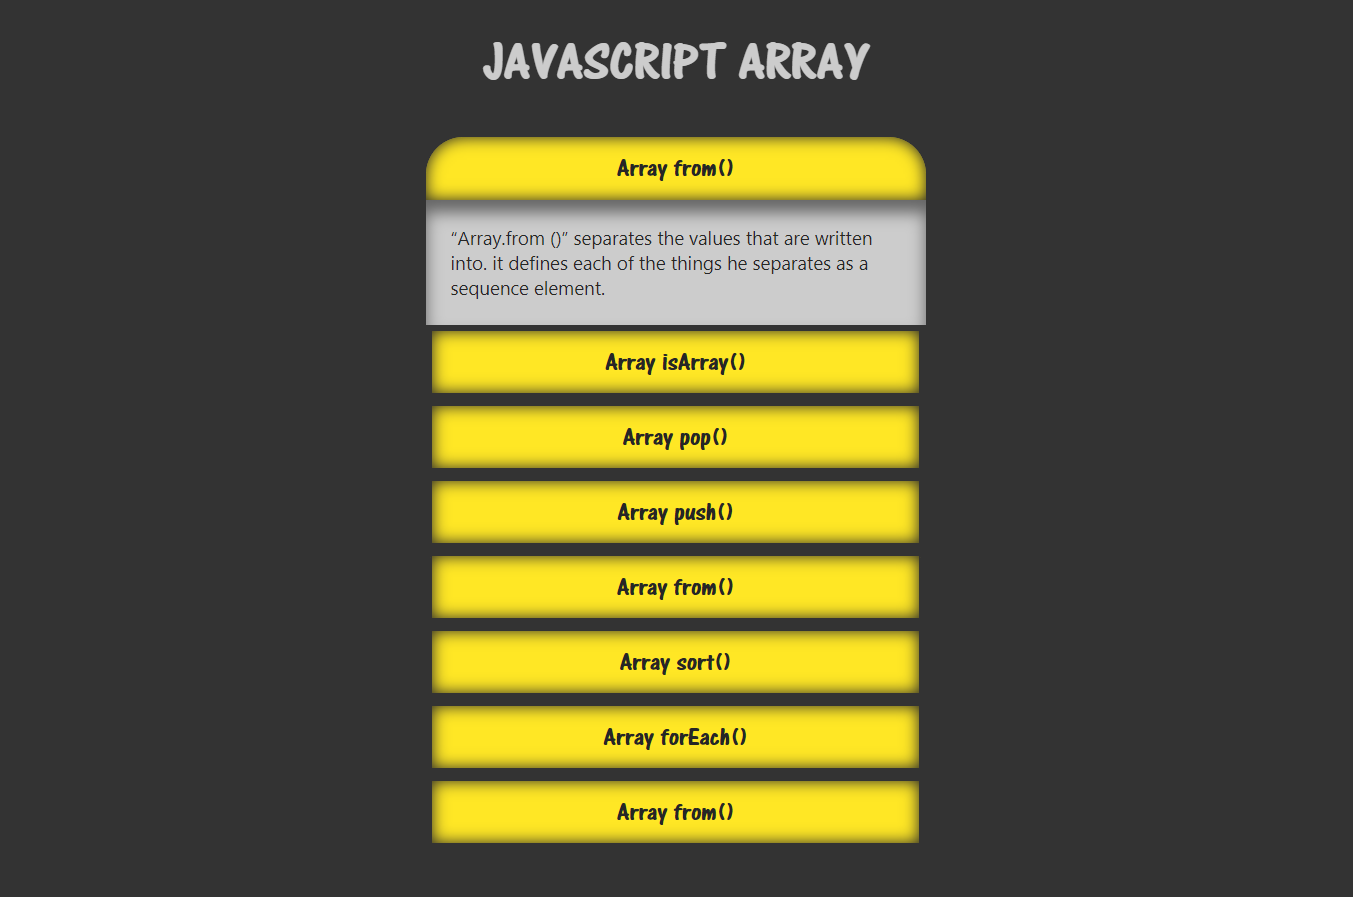 JAVASCRIPT ARRAY
Array from()
“Array.from ()” separates the values that are written
into. it defines each of the things he separates as a
sequence element.
Array isArray()
Array pop()
Array push()
Array from()
Array sort()
Array forEach()
Array from()